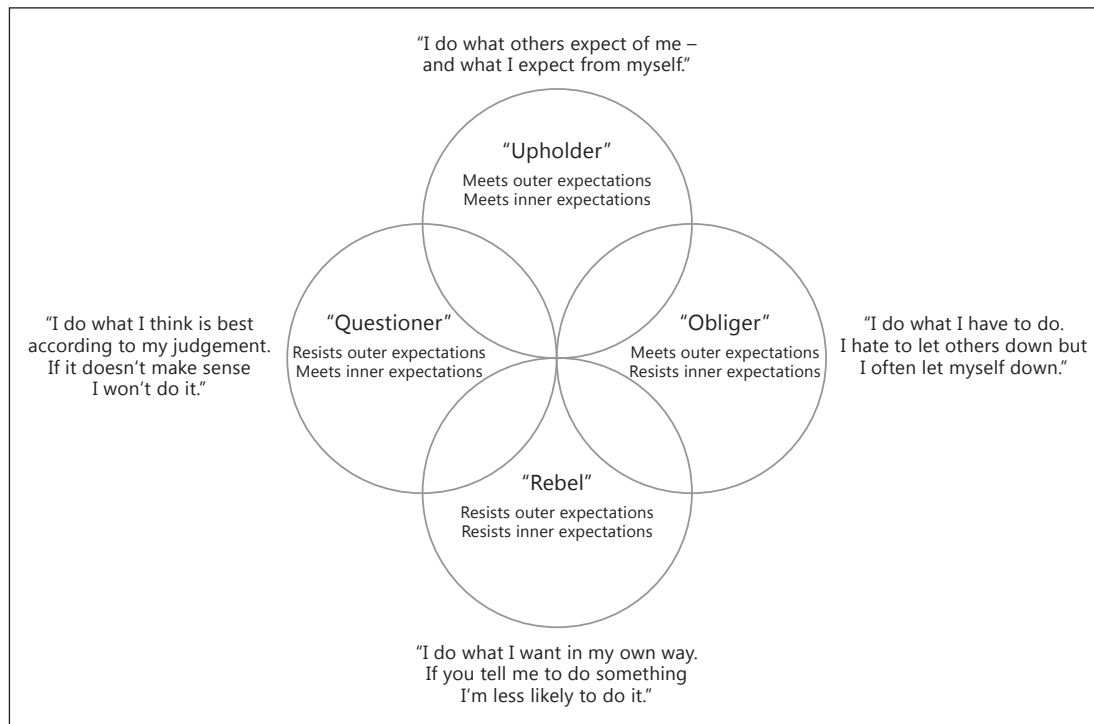 “I do what others expect of me –
and what I expect from myself.”
“Upholder”
Meets outer expectations
Meets inner expectations
“I do what I think is best
according to my judgement.
If it doesn’t make sense
I won’t do it.”
“Questioner”
Resists outer expectations
Meets inner expectations
“Obliger”
Meets outer expectations
Resists inner expectations
“I do what I have to do.
I hate to let others down but
I often let myself down.”
“Rebel”
Resists outer expectations
Resists inner expectations
“I do what I want in my own way.
If you tell me to do something
I’m less likely to do it.”